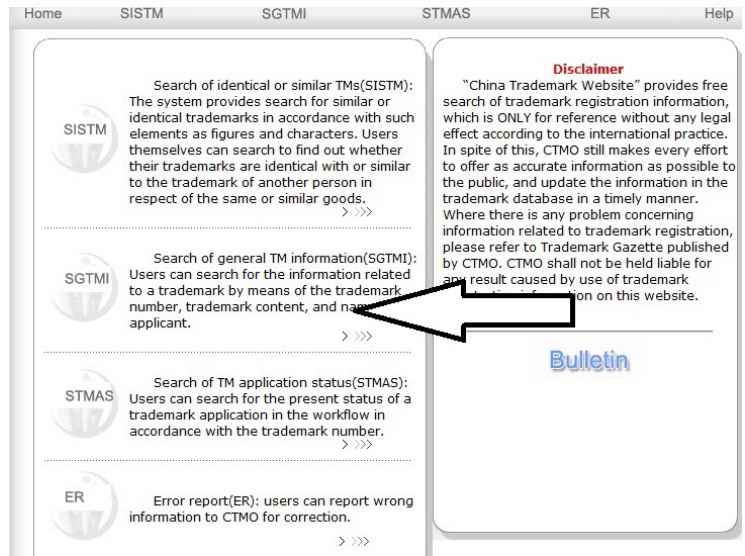 Home SISTM SGTMI STMAS ER Help
SISTM
Search of identical or similar TMs(SISTM):
The system provides search for similar or
identical trademarks in accordance with such
elements as figures and characters. Users
themselves can search to find out whether
their trademarks are identical with or similar
to the trademark of another person in
respect of the same or similar goods.
> >>>
SGTMI
Search of general TM information(SGTMI):
Users can search for the information related
to a trademark by means of the trademark
number, trademark content, and
applicant.
> >>>
STMAS
Search of TM application status(STMAS):
Users can search for the present status of a
trademark application in the workflow in
accordance with the trademark number.
> >>>
ER
Error report(ER): users can report wrong
information to CTMO for correction.
> >>>
Disclaimer
“China Trademark Website” provides free
search of trademark registration information,
which is ONLY for reference without any legal
effect according to the international practice.
In spite of this, CTMO still makes every effort
to offer as accurate information as possible to
the public, and update the information in the
trademark database in a timely manner.
Where there is any problem concerning
information related to trademark registration,
please refer to Trademark Gazette published
by CTMO. CTMO shall not be held liable for
any result caused by use of trademark
on this website.
Bulletin